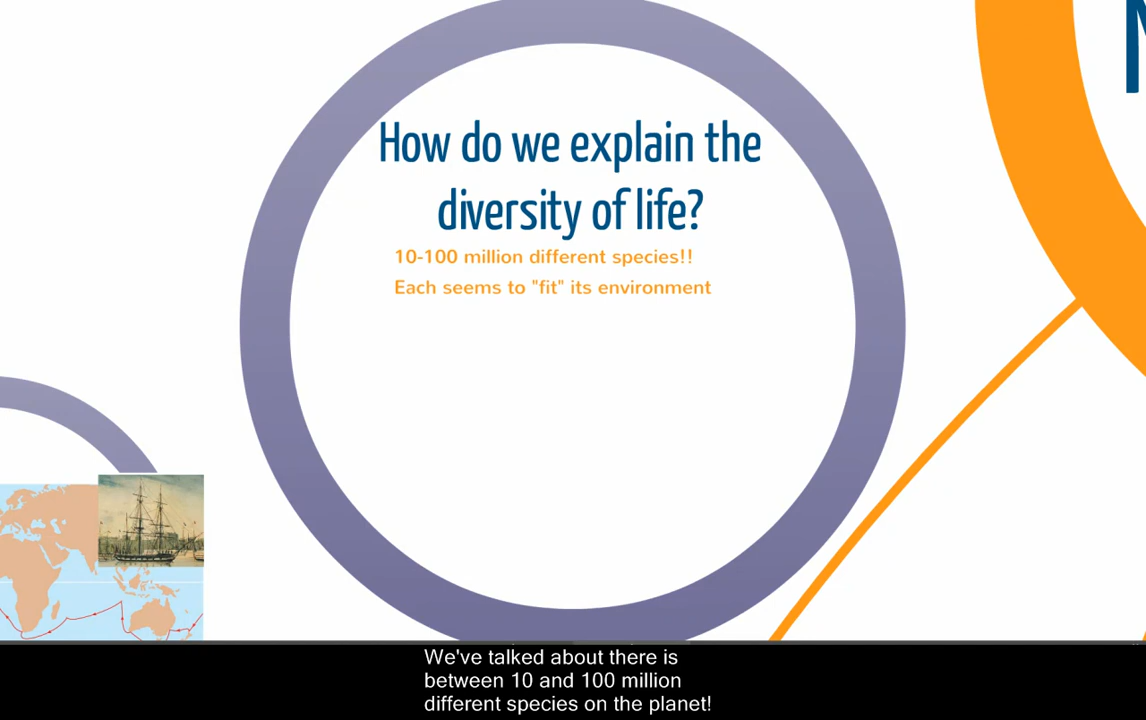 How do we explain the
diversity of life?
10-100 million different species!!
Each seems to "fit" its environment
We've talked about there is
between 10 and 100 million
different species on the planet!